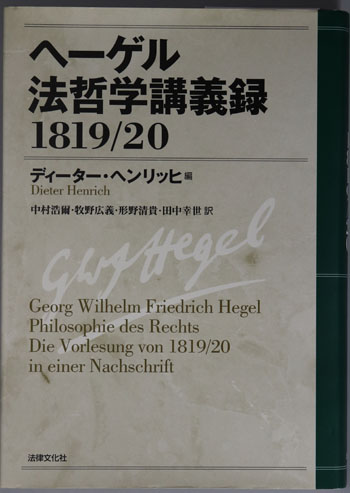 ヘーゲル
法哲学講義録
1819/20
ディーター・ヘンリッヒ 編
Dieter Henrich
中村浩爾・牧野広義・形野清貴・田中幸世 訳
GWF Hegel
Georg Wilhelm Friedrich Hegel
Philosophie des Rechts
Die Vorlesung von 1819/20
in einer Nachschrift
法律文化社